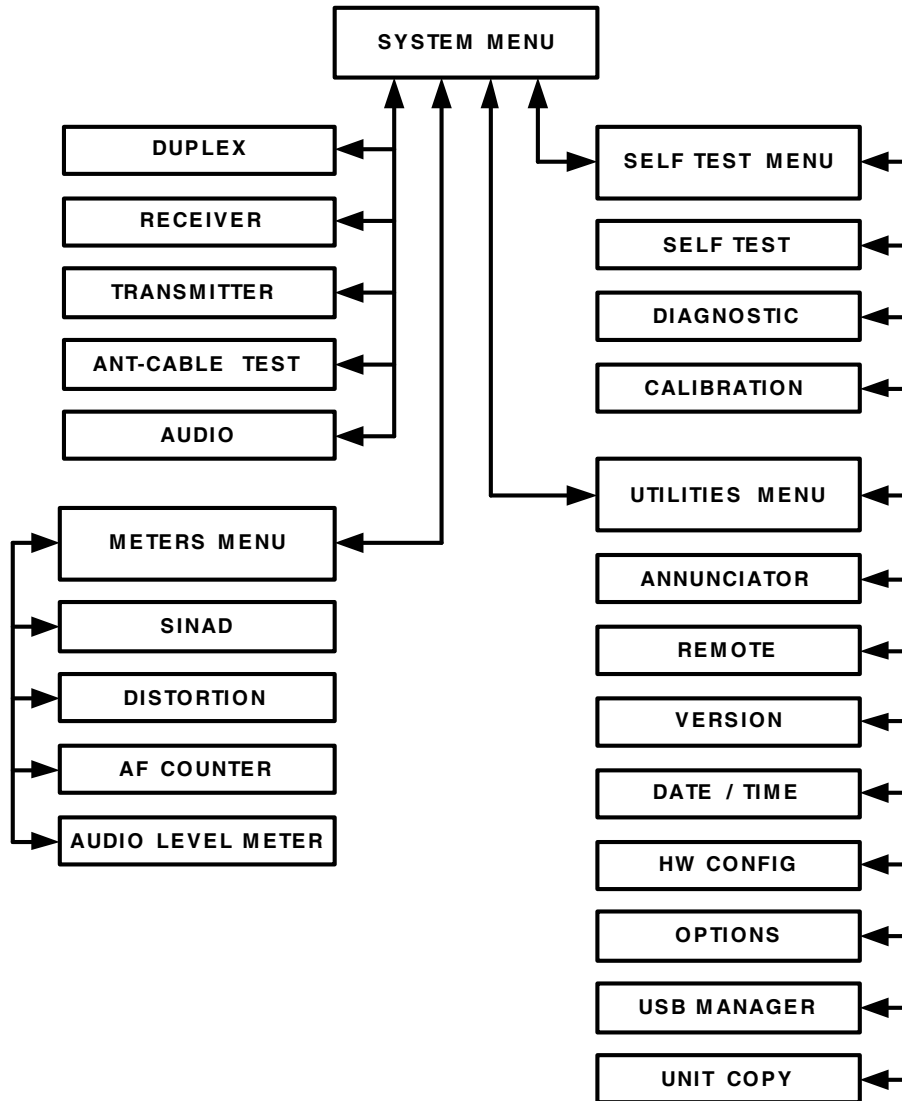 SYSTEM MENU
DUPLEX
RECEIVER
TRANSMITTER
ANT-CABLE TEST
AUDIO
METERS MENU
SINAD
DISTORTION
AF COUNTER
AUDIO LEVEL METER
SELF TEST MENU
SELF TEST
DIAGNOSTIC
CALIBRATION
UTILITIES MENU
ANNUNCIATOR
REMOTE
VERSION
DATE / TIME
HW CONFIG
OPTIONS
USB MANAGER
UNIT COPY